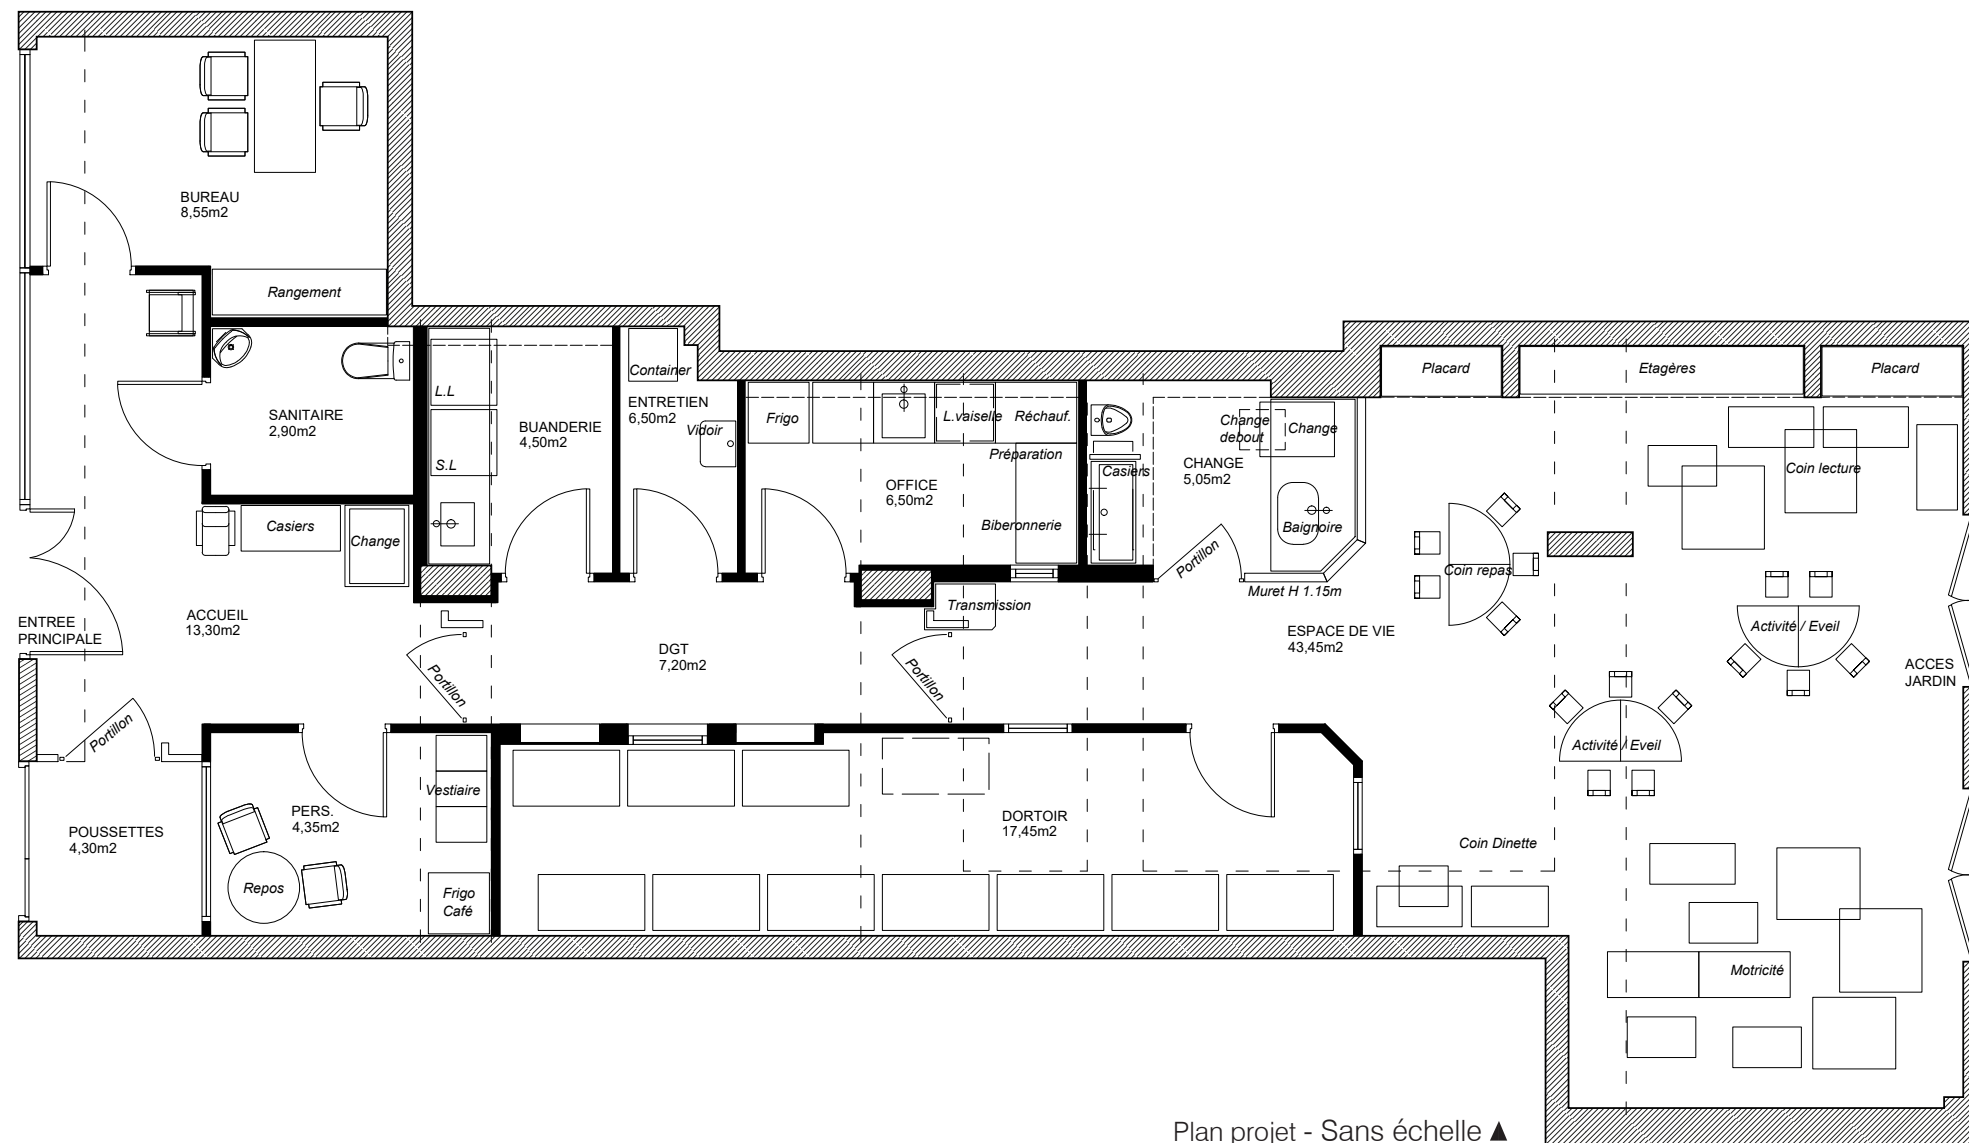 BUREAU
8,55m2
Rangement
SANITAIRE
2,90m2
L.L
S.L
BUANDERIE
4,50m2
Container
ENTRETIEN
6,50m2
Vidoir
Frigo
L.vaiselle
Réchauf.
Préparation
OFFICE
6,50m2
Biberonnerie
Casiers
CHANGE
5,05m2
Change
debout
Change
Baignoire
Portillon
Muret H 1.15m
Placard
Etagères
Placard
Coin lecture
Coin repas
Activité / Eveil
Activité / Eveil
ACCES
JARDIN
ESPACE DE VIE
43,45m2
Casiers
Change
ENTREE
PRINCIPALE
ACCUEIL
13,30m2
Portillon
DGT
7,20m2
Transmission
Portillon
Portillon
POUSSETTES
4,30m2
PERS.
4,35m2
Vestiaire
Repos
Frigo
Café
DORTOIR
17,45m2
Coin Dinette
Motricité
Plan projet - Sans échelle ▲